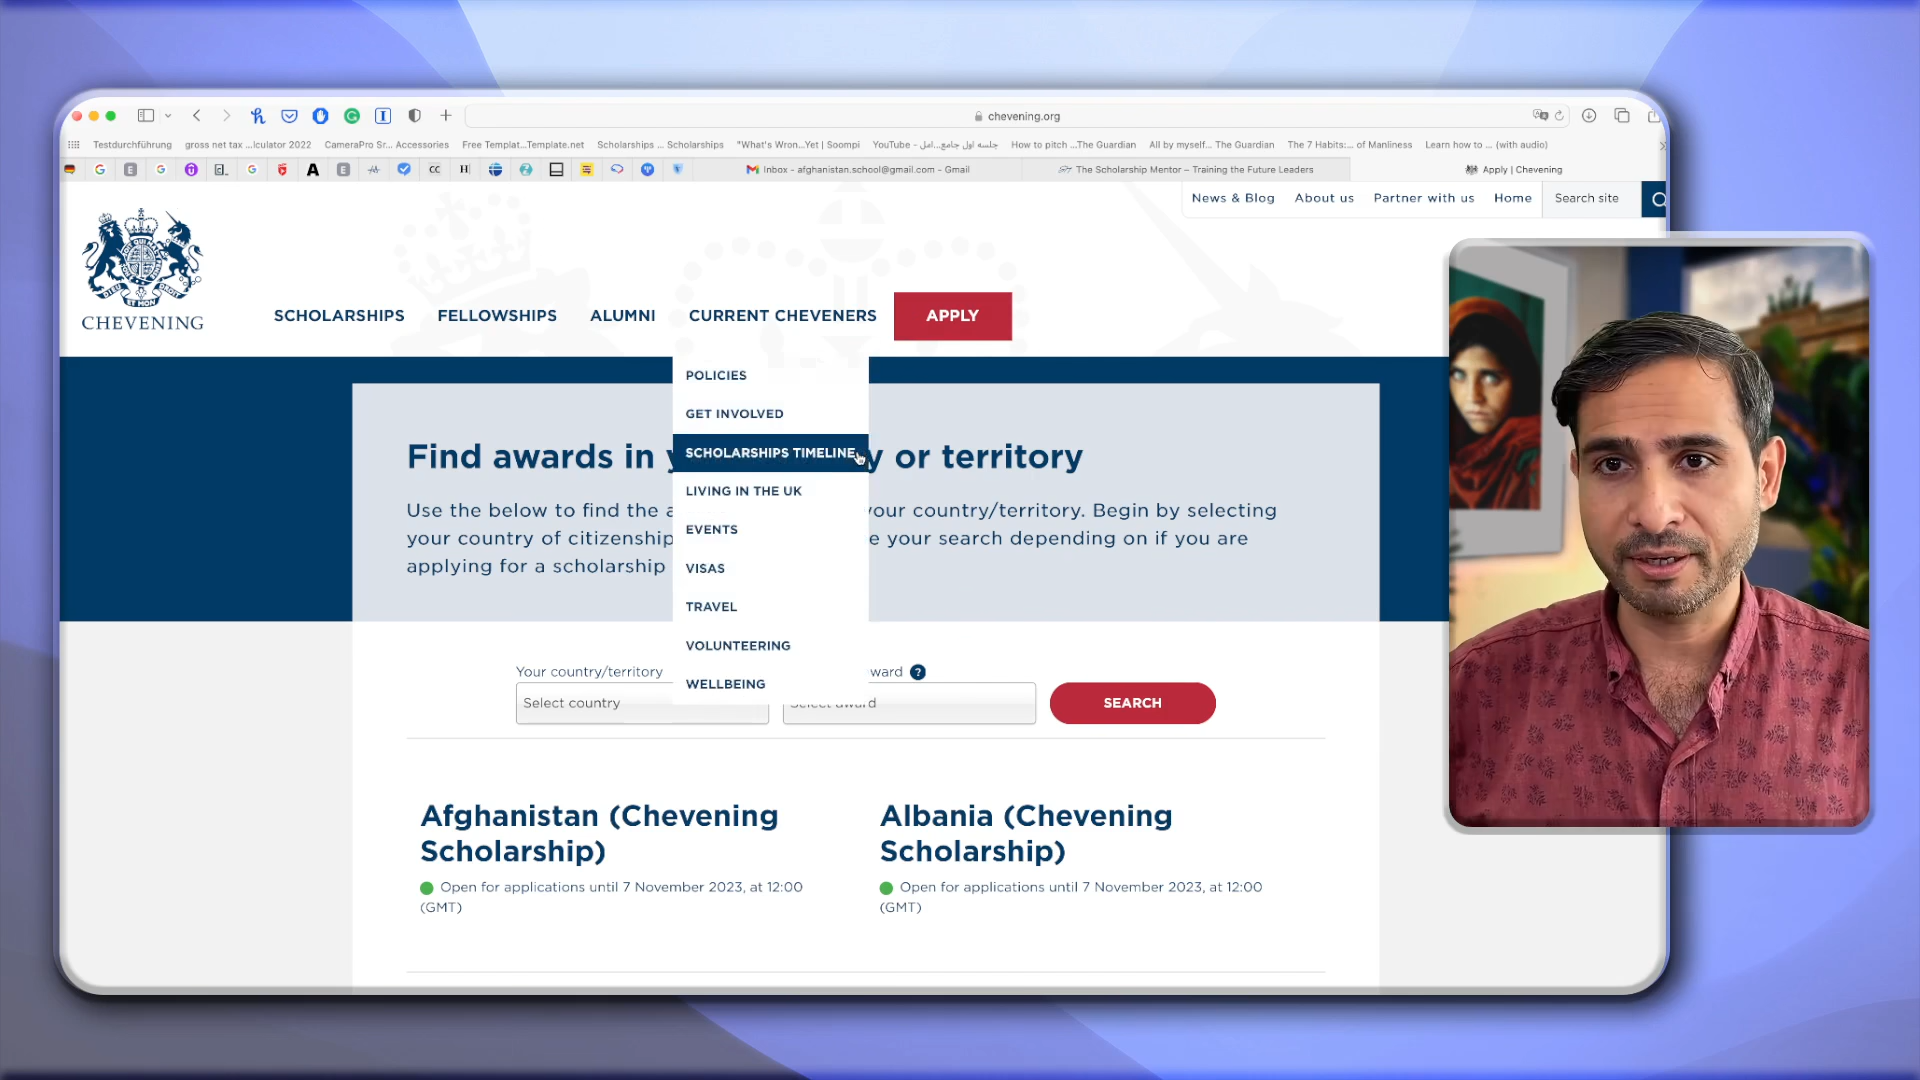 chevening.org
Testdurchführung
gross net tax ...lculator 2022
CameraPro Sr... Accessories
Free Templat...Template.net
Scholarships ... Scholarships
"What's Wron...Yet | Soompi
YouTube - جلسه اول جامع...امل
How to pitch ...The Guardian
All by myself... The Guardian
The 7 Habits:... of Manliness
Learn how to ... (with audio)
Inbox - afghanistan.school@gmail.com - Gmail
The Scholarship Mentor – Training the Future Leaders
Apply | Chevening
News & Blog
About us
Partner with us
Home
Search site
CHEVENING
SCHOLARSHIPS
FELLOWSHIPS
ALUMNI
CURRENT CHEVENERS
APPLY
POLICIES
GET INVOLVED
SCHOLARSHIPS TIMELINE
LIVING IN THE UK
EVENTS
VISAS
TRAVEL
VOLUNTEERING
WELLBEING
Find awards in y or territory
Use the below to find the a our country/territory. Begin by selecting
your country of citizenship e your search depending on if you are
applying for a scholarship
Your country/territory
ward ?
Select country
Select award
SEARCH
Afghanistan (Chevening
Scholarship)
Open for applications until 7 November 2023, at 12:00
(GMT)
Albania (Chevening
Scholarship)
Open for applications until 7 November 2023, at 12:00
(GMT)